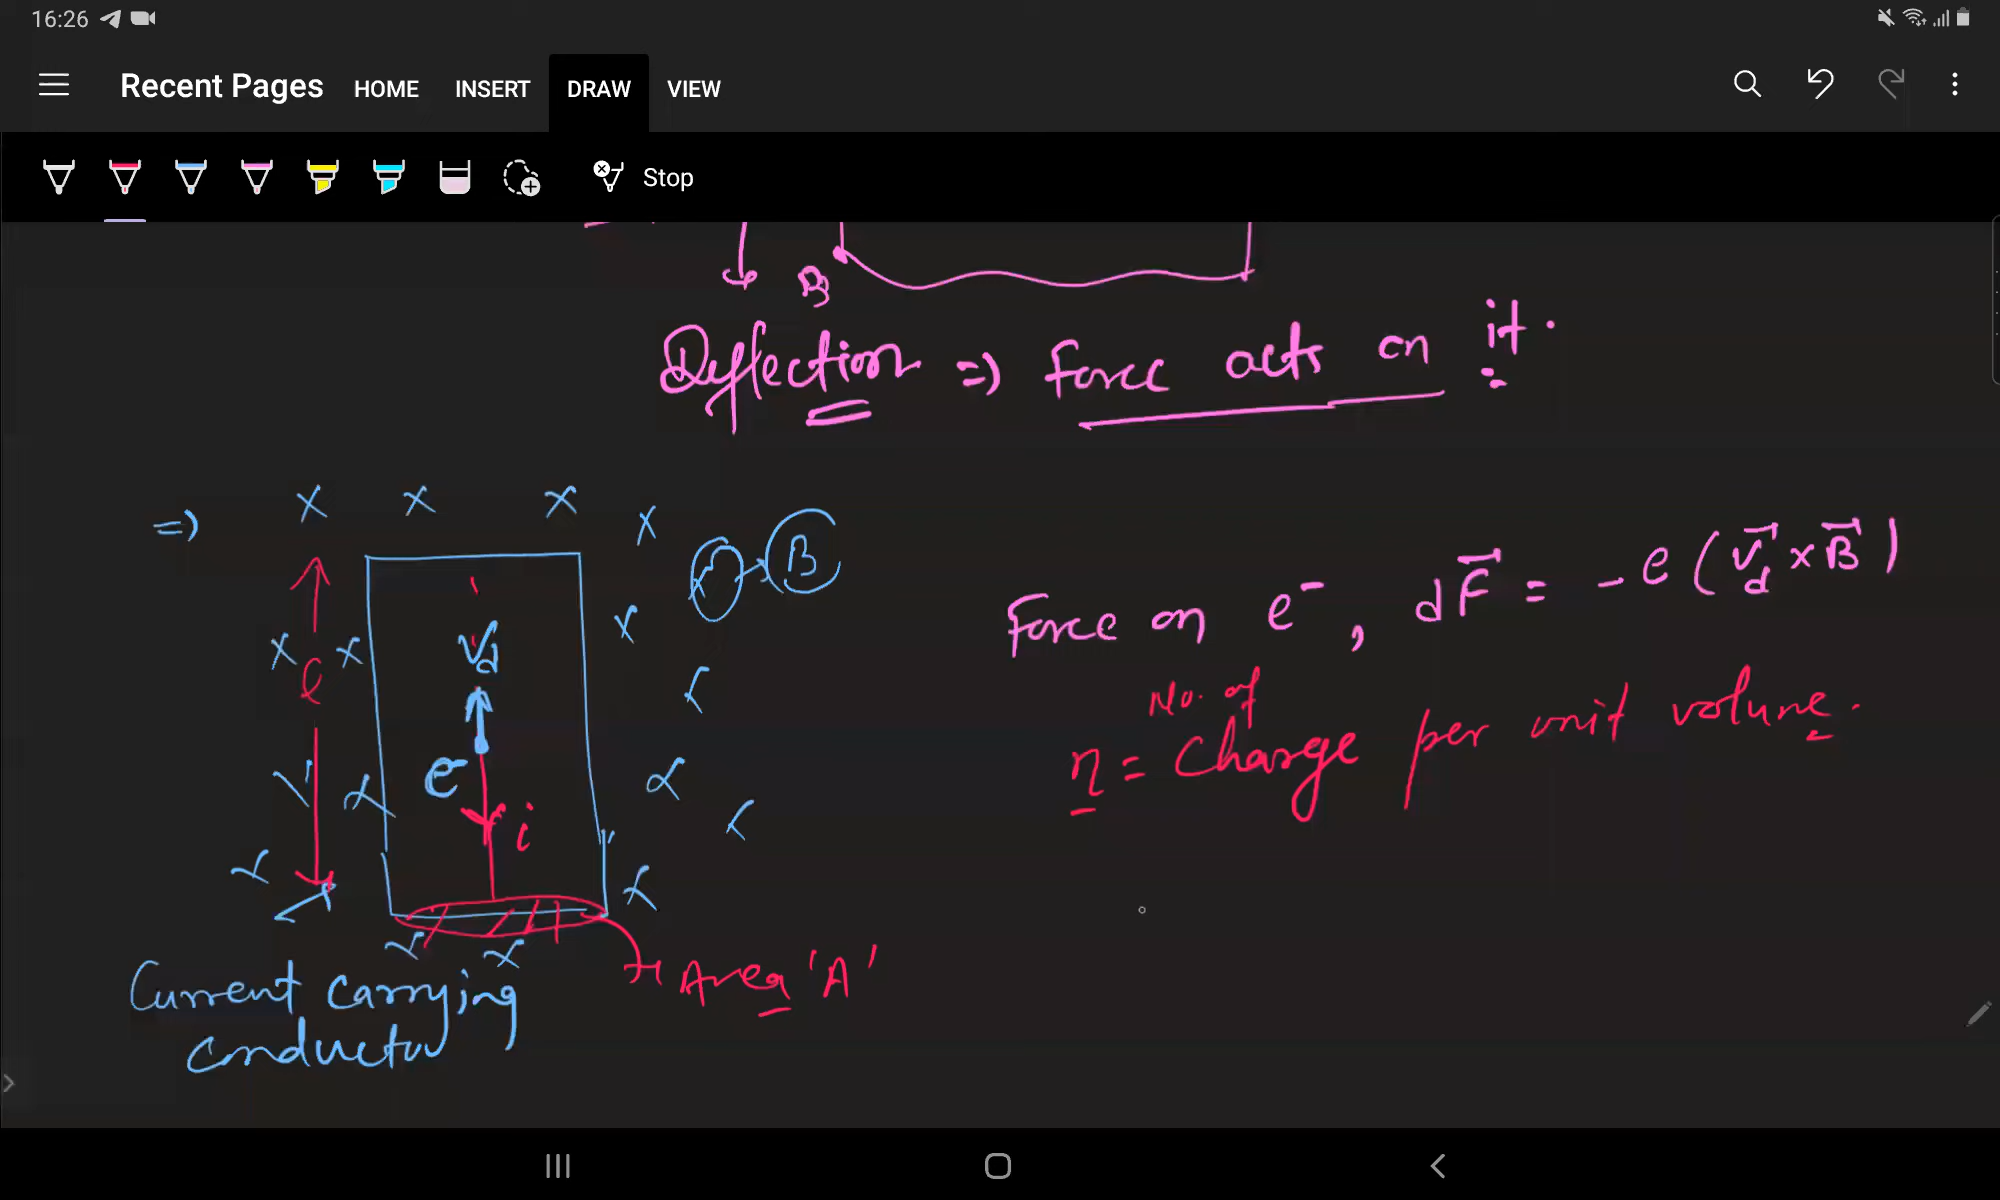 16:26
Recent Pages HOME INSERT DRAW VIEW
Stop
B
Deflection => Force acts on it.
=> x x x x
B
x x l x
Vd
e-
i
Force on e-, dF = -e (Vd x B)
No. of
n = Charge per unit volume.
Area 'A'
Current Carrying
Conductor